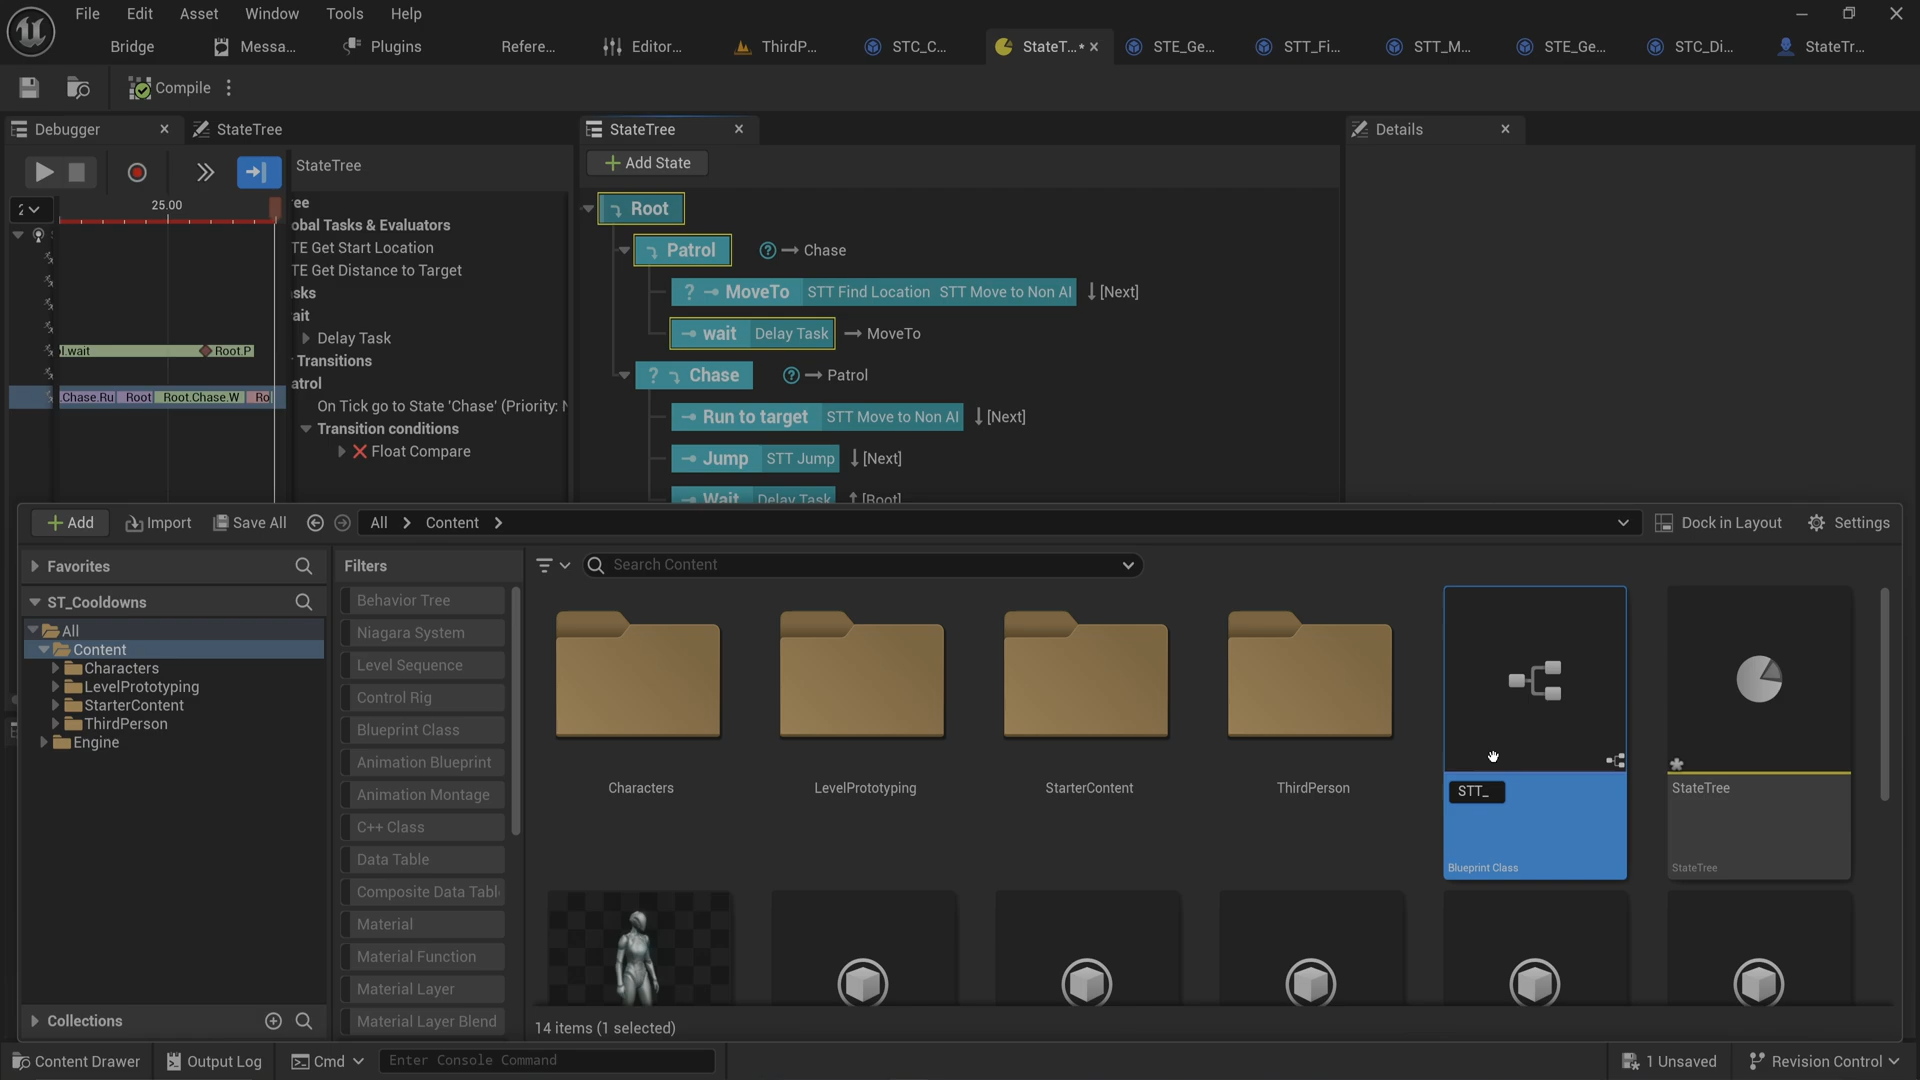 File Edit Asset Window Tools Help
Bridge Messa... Plugins Refere... Editor... ThirdP... STC_C... StateT...• STE_Ge... STT_Fi... STT_M... STE_Ge... STC_Di... StateTr...
Compile
Debugger StateTree StateTree Details
StateTree
Add State
25.00
ee
obal Tasks & Evaluators
TE Get Start Location
TE Get Distance to Target
sks
ait
Delay Task
Transitions
atrol
On Tick go to State 'Chase' (Priority: N
Transition conditions
Float Compare
l.wait Root.P
.Chase.Ru Root Root.Chase.W Ro
Root
Patrol Chase
MoveTo STT Find Location STT Move to Non AI [Next]
wait Delay Task MoveTo
Chase Patrol
Run to target STT Move to Non AI [Next]
Jump STT Jump [Next]
Wait Delay Task [Root]
Add Import Save All All Content Dock in Layout Settings
Favorites
ST_Cooldowns
All
Content
Characters
LevelPrototyping
StarterContent
ThirdPerson
Engine
Collections
Filters
Behavior Tree
Niagara System
Level Sequence
Control Rig
Blueprint Class
Animation Blueprint
Animation Montage
C++ Class
Data Table
Composite Data Tabl
Material
Material Function
Material Layer
Material Layer Blend
Search Content
Characters LevelPrototyping StarterContent ThirdPerson STT_ StateTree
Blueprint Class StateTree
14 items (1 selected)
Content Drawer Output Log Cmd Enter Console Command 1 Unsaved Revision Control